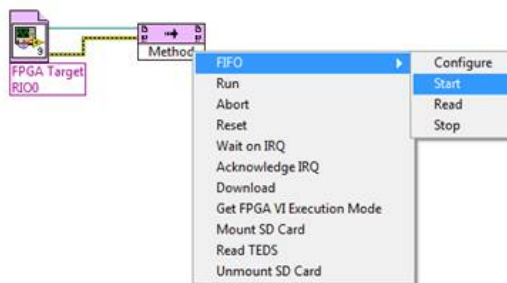 9
FPGA Target
RIO0
Method
FIFO
Run
Abort
Reset
Wait on IRQ
Acknowledge IRQ
Download
Get FPGA VI Execution Mode
Mount SD Card
Read TEDS
Unmount SD Card
Configure
Start
Read
Stop